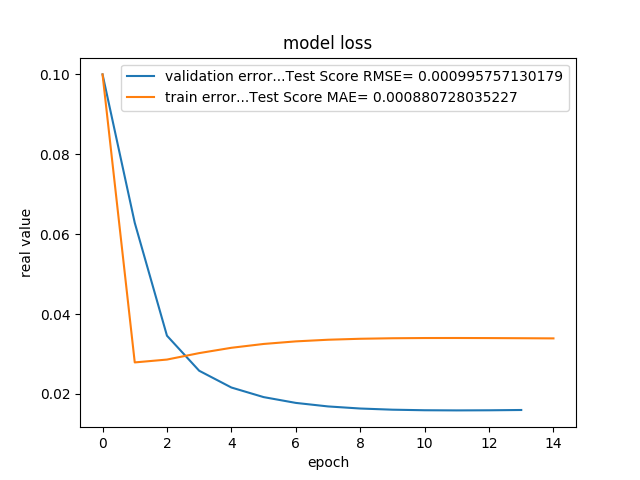 model loss
validation error...Test Score RMSE= 0.000995757130179
train error...Test Score MAE= 0.000880728035227
real value
0.10
0.08
0.06
0.04
0.02
0 2 4 6 8 10 12 14
epoch